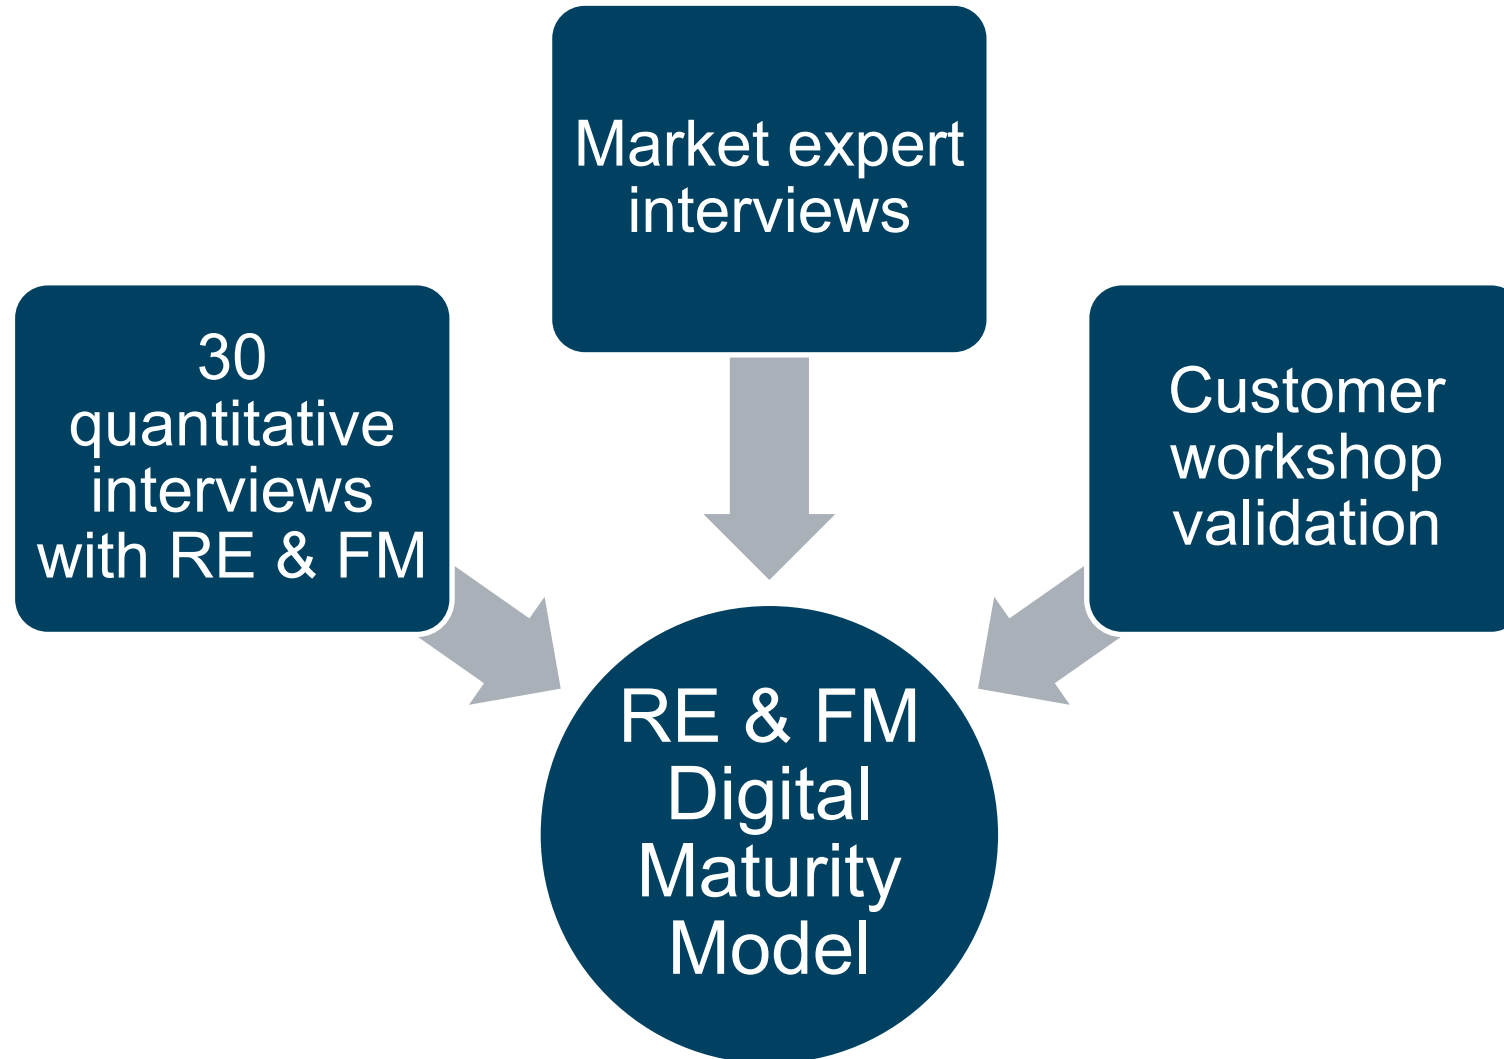 Market expert
interviews
30
quantitative
interviews
with RE & FM
Customer
workshop
validation
RE & FM
Digital
Maturity
Model